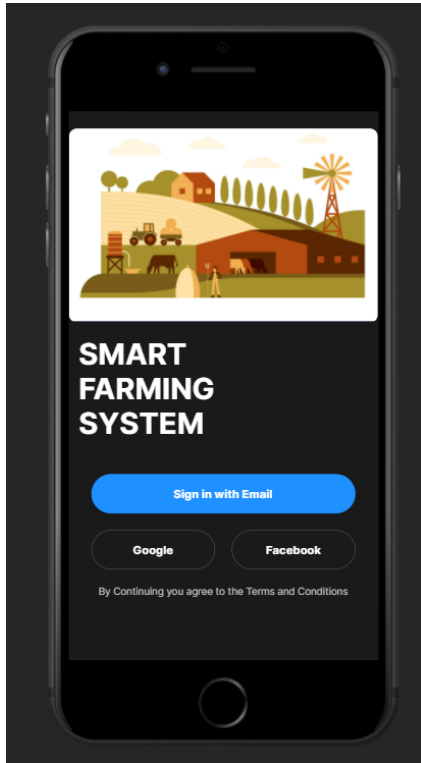 SMART
FARMING
SYSTEM
Sign in with Email
Google
Facebook
By Continuing you agree to the Terms and Conditions